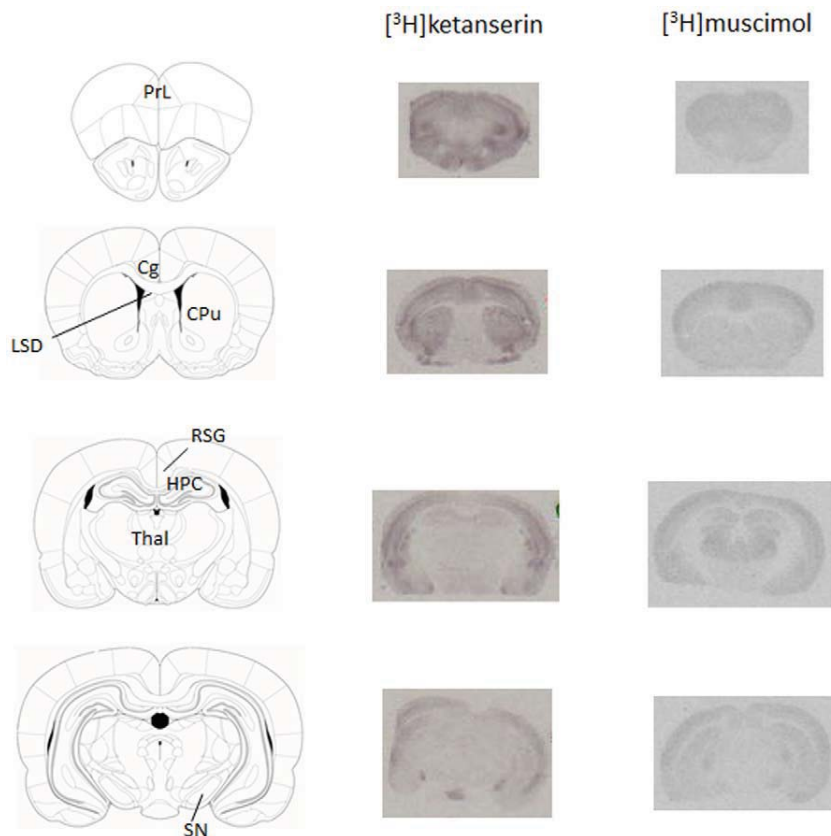 [³H]ketanserin [³H]muscimol
PrL
Cg
CPu
LSD
RSG
HPC
Thal
SN